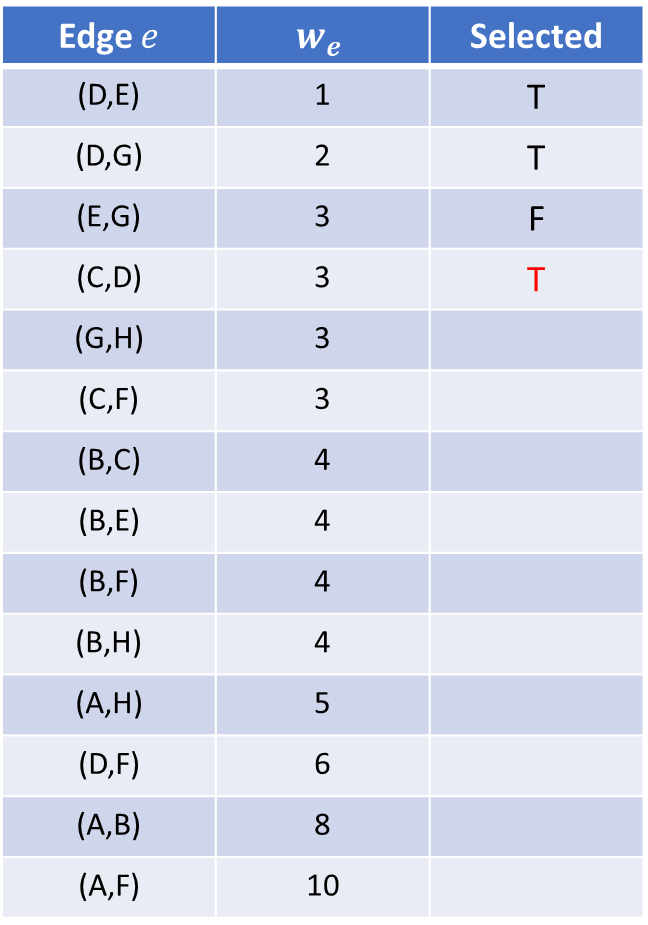 Edge e w_e Selected
(D,E) 1 T
(D,G) 2 T
(E,G) 3 F
(C,D) 3 T
(G,H) 3
(C,F) 3
(B,C) 4
(B,E) 4
(B,F) 4
(B,H) 4
(A,H) 5
(D,F) 6
(A,B) 8
(A,F) 10